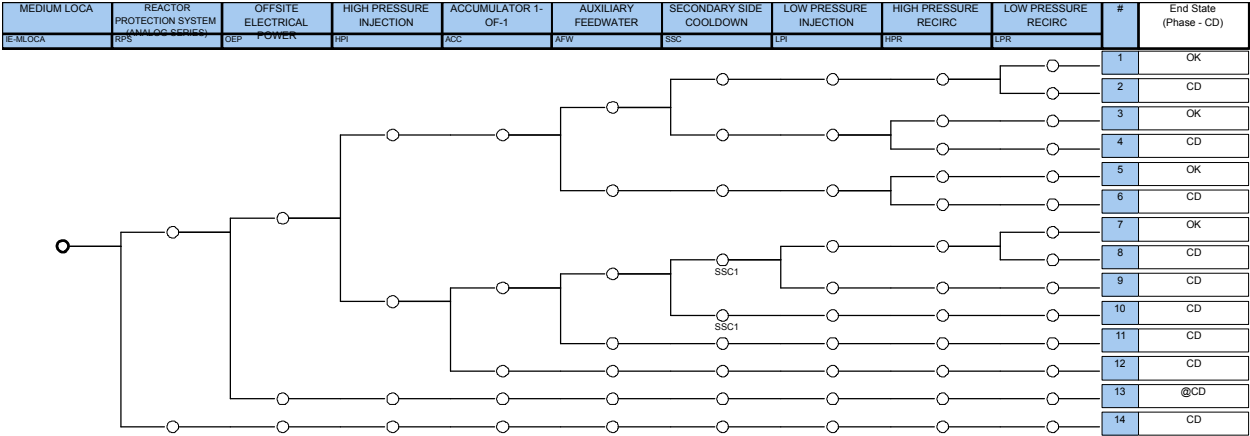 MEDIUM LOCA
REACTOR
PROTECTION SYSTEM
(ANALOG SERIES)
OFFSITE
ELECTRICAL
POWER
HIGH PRESSURE
INJECTION
ACCUMULATOR 1-
OF-1
AUXILIARY
FEEDWATER
SECONDARY SIDE
COOLDOWN
LOW PRESSURE
INJECTION
HIGH PRESSURE
RECIRC
LOW PRESSURE
RECIRC
#
End State
(Phase - CD)
IE-MLOCA
RPS
OEP
HPI
ACC
AFW
SSC
LPI
HPR
LPR
1
OK
2
CD
3
OK
4
CD
5
OK
6
CD
7
OK
8
CD
SSC1
9
CD
10
CD
SSC1
11
CD
12
CD
13
@CD
14
CD